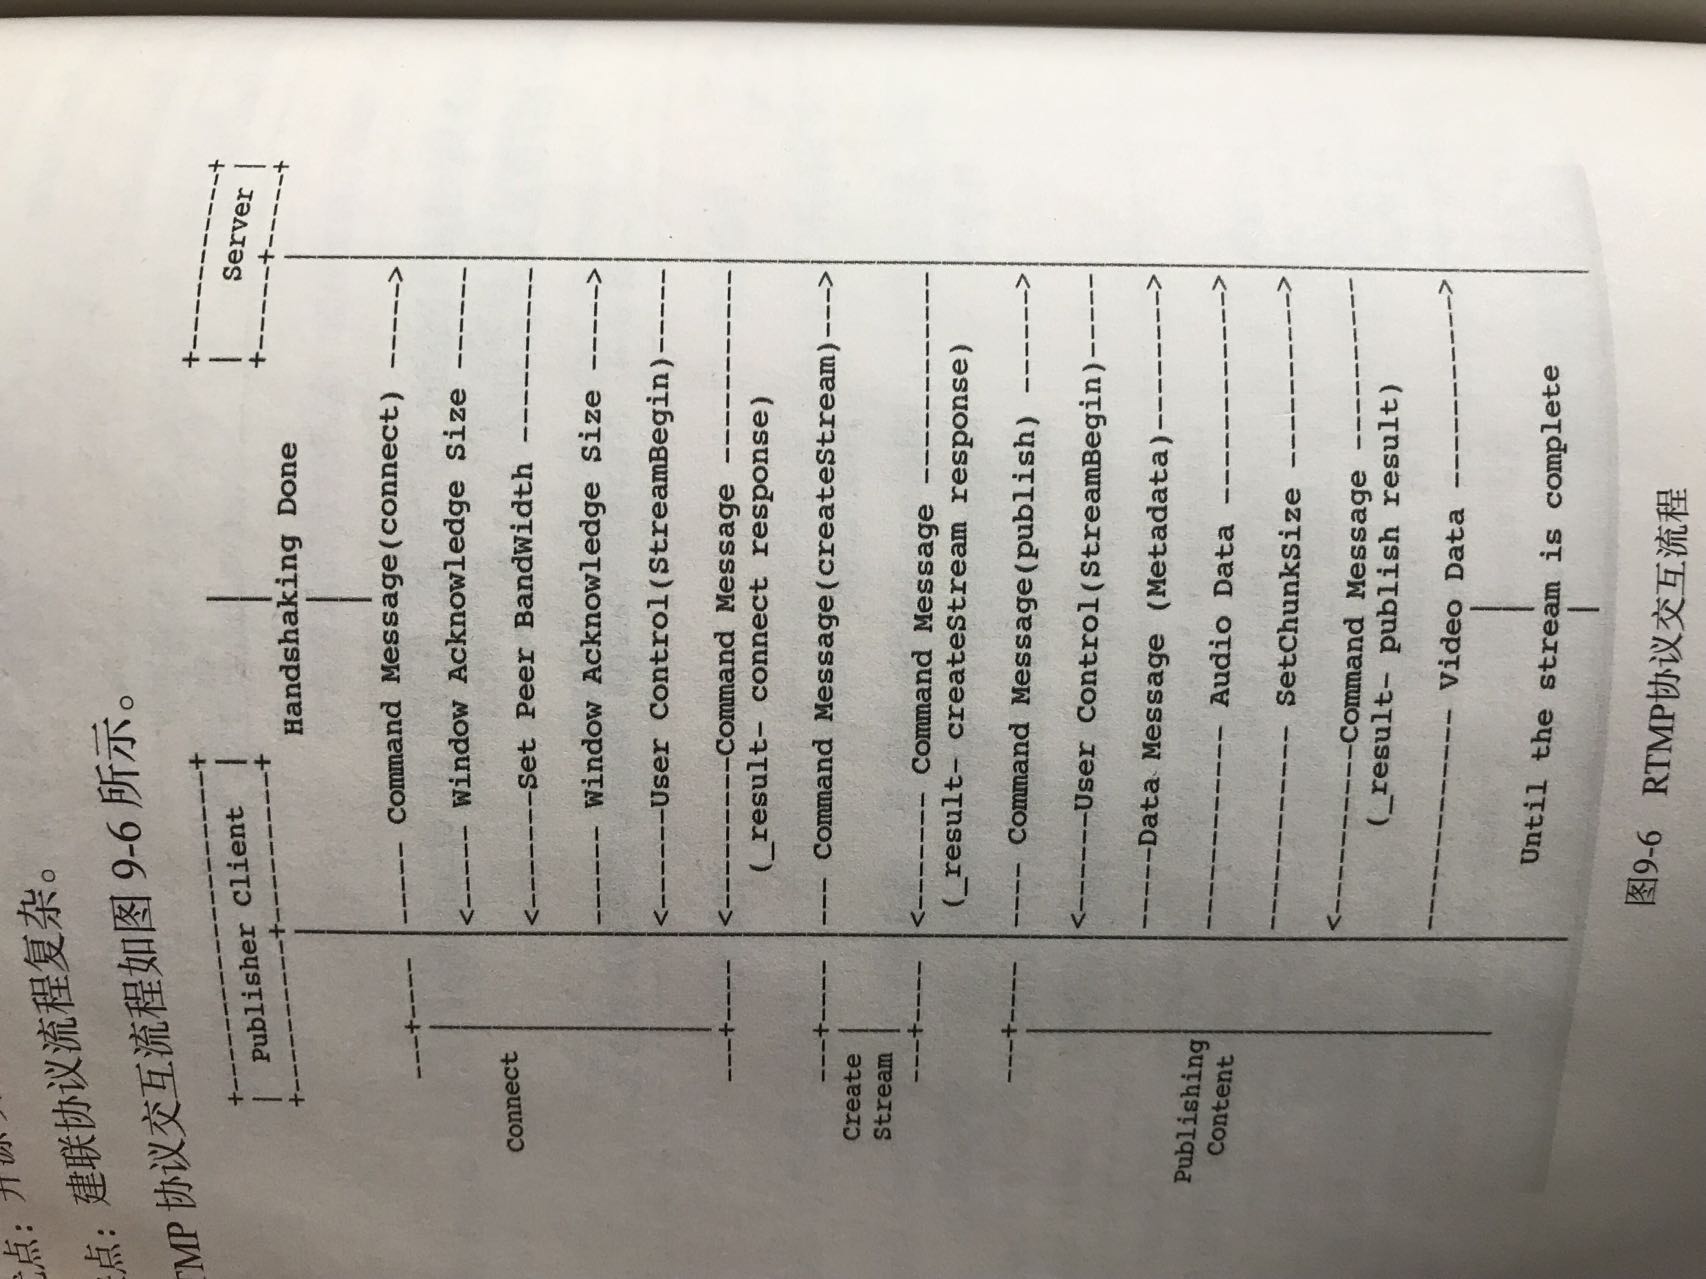 点：开源
点：建联协议流程复杂。
TMP 协议交互流程如图 9-6 所示。
+--------------------+
| Publisher Client |
+----------+---------+
|
Handshaking Done
|
+-----------+
| Server |
+-----+-----+
---+---- |----- Command Message(connect) ----->
|<----- Window Acknowledge Size ------
Connect
|<-------Set Peer BandWidth ----------
|------ Window Acknowledge Size ----->
|<------User Control(StreamBegin)-----
---+---- |<---------Command Message -----------
(_result- connect response)
---+---- |--- Command Message(createStream)--->
Create
Stream
---+---- |<------- Command Message ------------
(_result- createStream response)
---+---- |---- Command Message(publish) ------>
|<------User Control(StreamBegin)-----
|-----Data Message (Metadata)-------->
Publishing
Content
|------------ Audio Data ------------>
|------------ SetChunkSize ---------->
|<----------Command Message ----------
(_result- publish result)
|------------ Video Data ----------->
|
Until the stream is complete
|
图9-6 RTMP协议交互流程